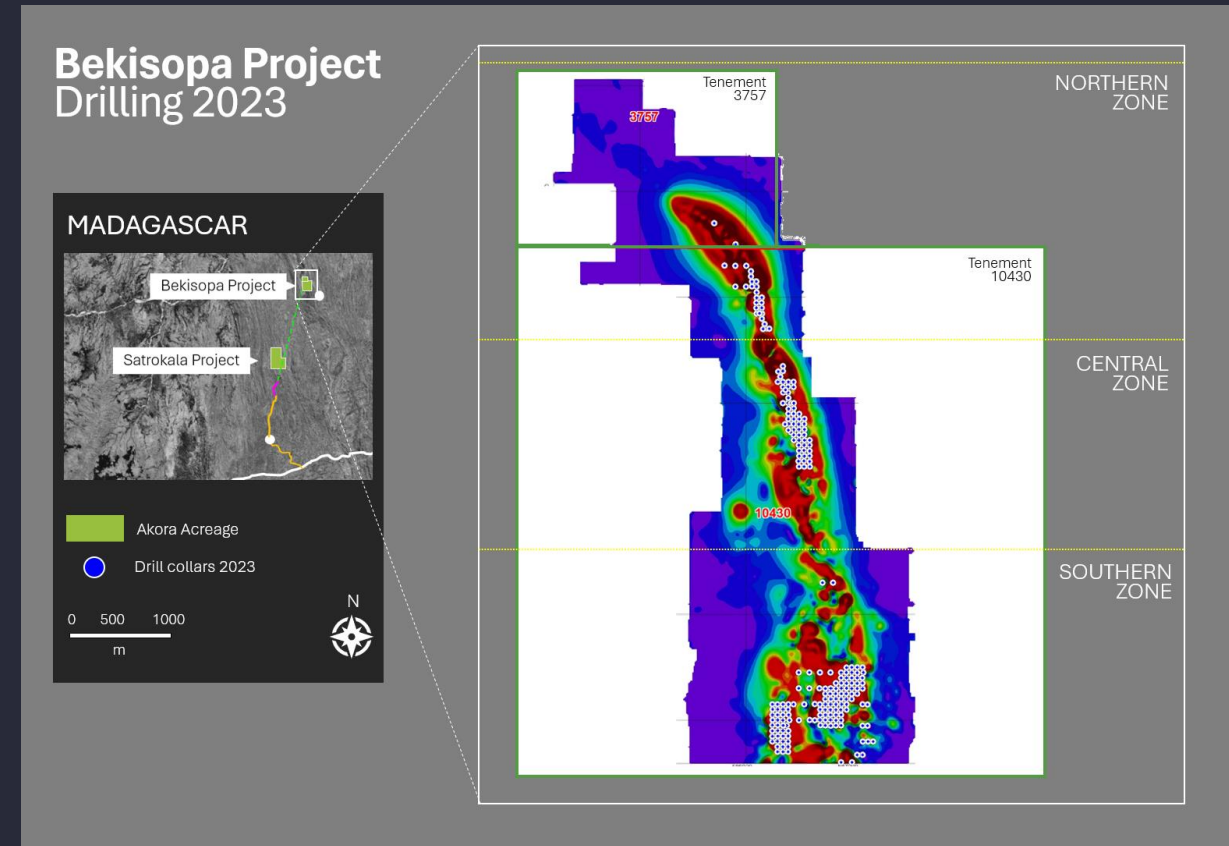 Bekisopa Project
Drilling 2023
MADAGASCAR
Bekisopa Project
Satrokala Project
Akora Acreage
Drill collars 2023
0 500 1000
m
N
Tenement
3757
3757
NORTHERN
ZONE
Tenement
10430
CENTRAL
ZONE
10430
SOUTHERN
ZONE